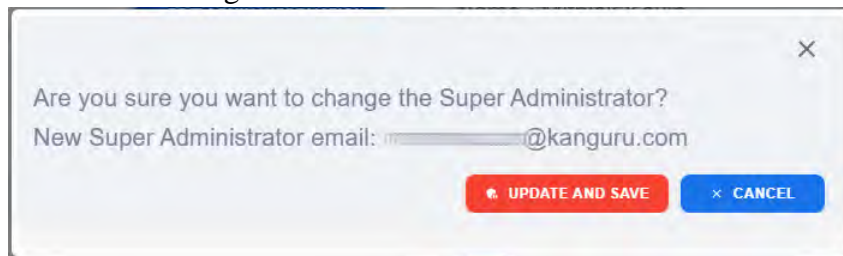 Are you sure you want to change the Super Administrator?
New Super Administrator email: @kanguru.com
UPDATE AND SAVE × CANCEL